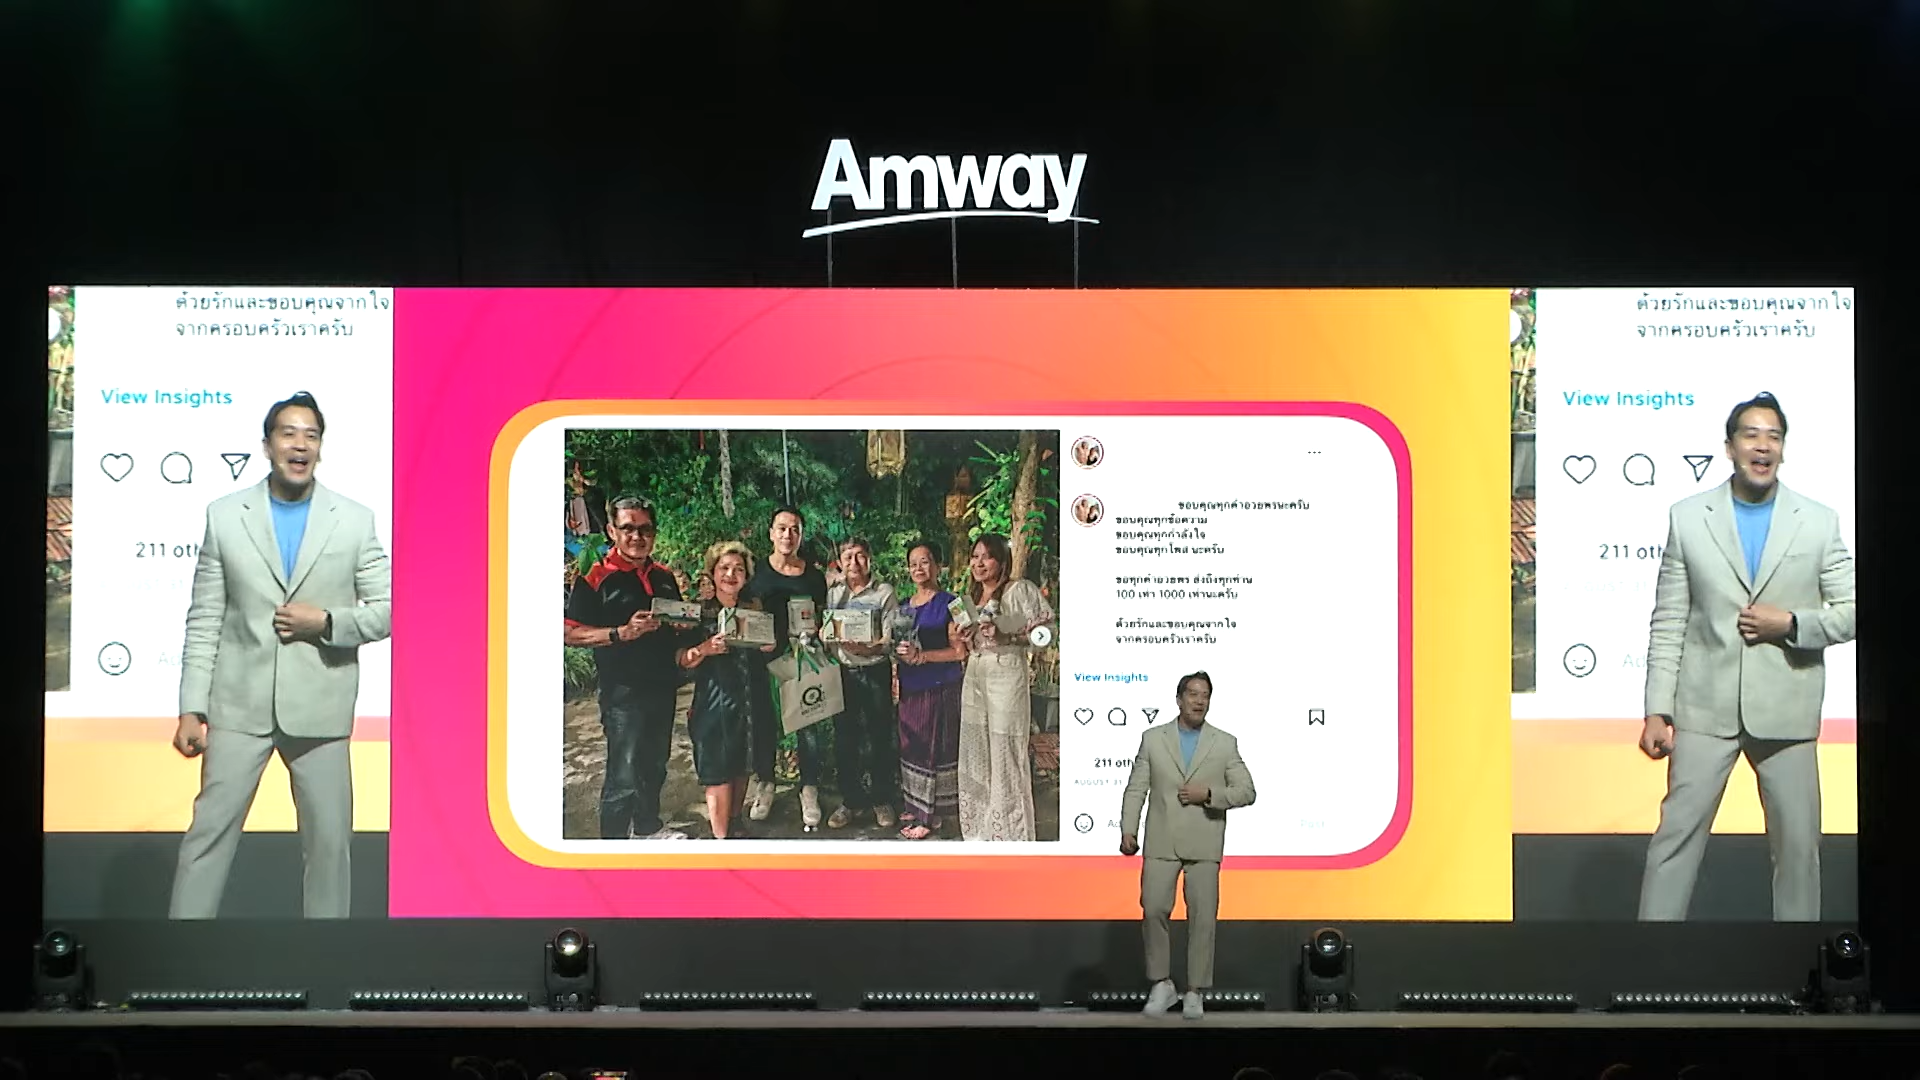 Amway
ด้วยรักและขอบคุณจากใจ
จากครอบครัวเราครับ
View Insights
211 oth
ขอบคุณทุกคำอวยพรนะครับ
ขอบคุณทุกข้อความ
ขอบคุณทุกกำลังใจ
ขอบคุณทุกโพส นะครับ
ขอทุกคำอวยพร ส่งถึงทุกท่าน
100 เท่า 1000 เท่านะครับ
ด้วยรักและขอบคุณจากใจ
จากครอบครัวเราครับ
View Insights
211 oth
AUGUST 31
Ad
Post
ด้วยรักและขอบคุณจากใจ
จากครอบครัวเราครับ
View Insights
211 oth
Ad